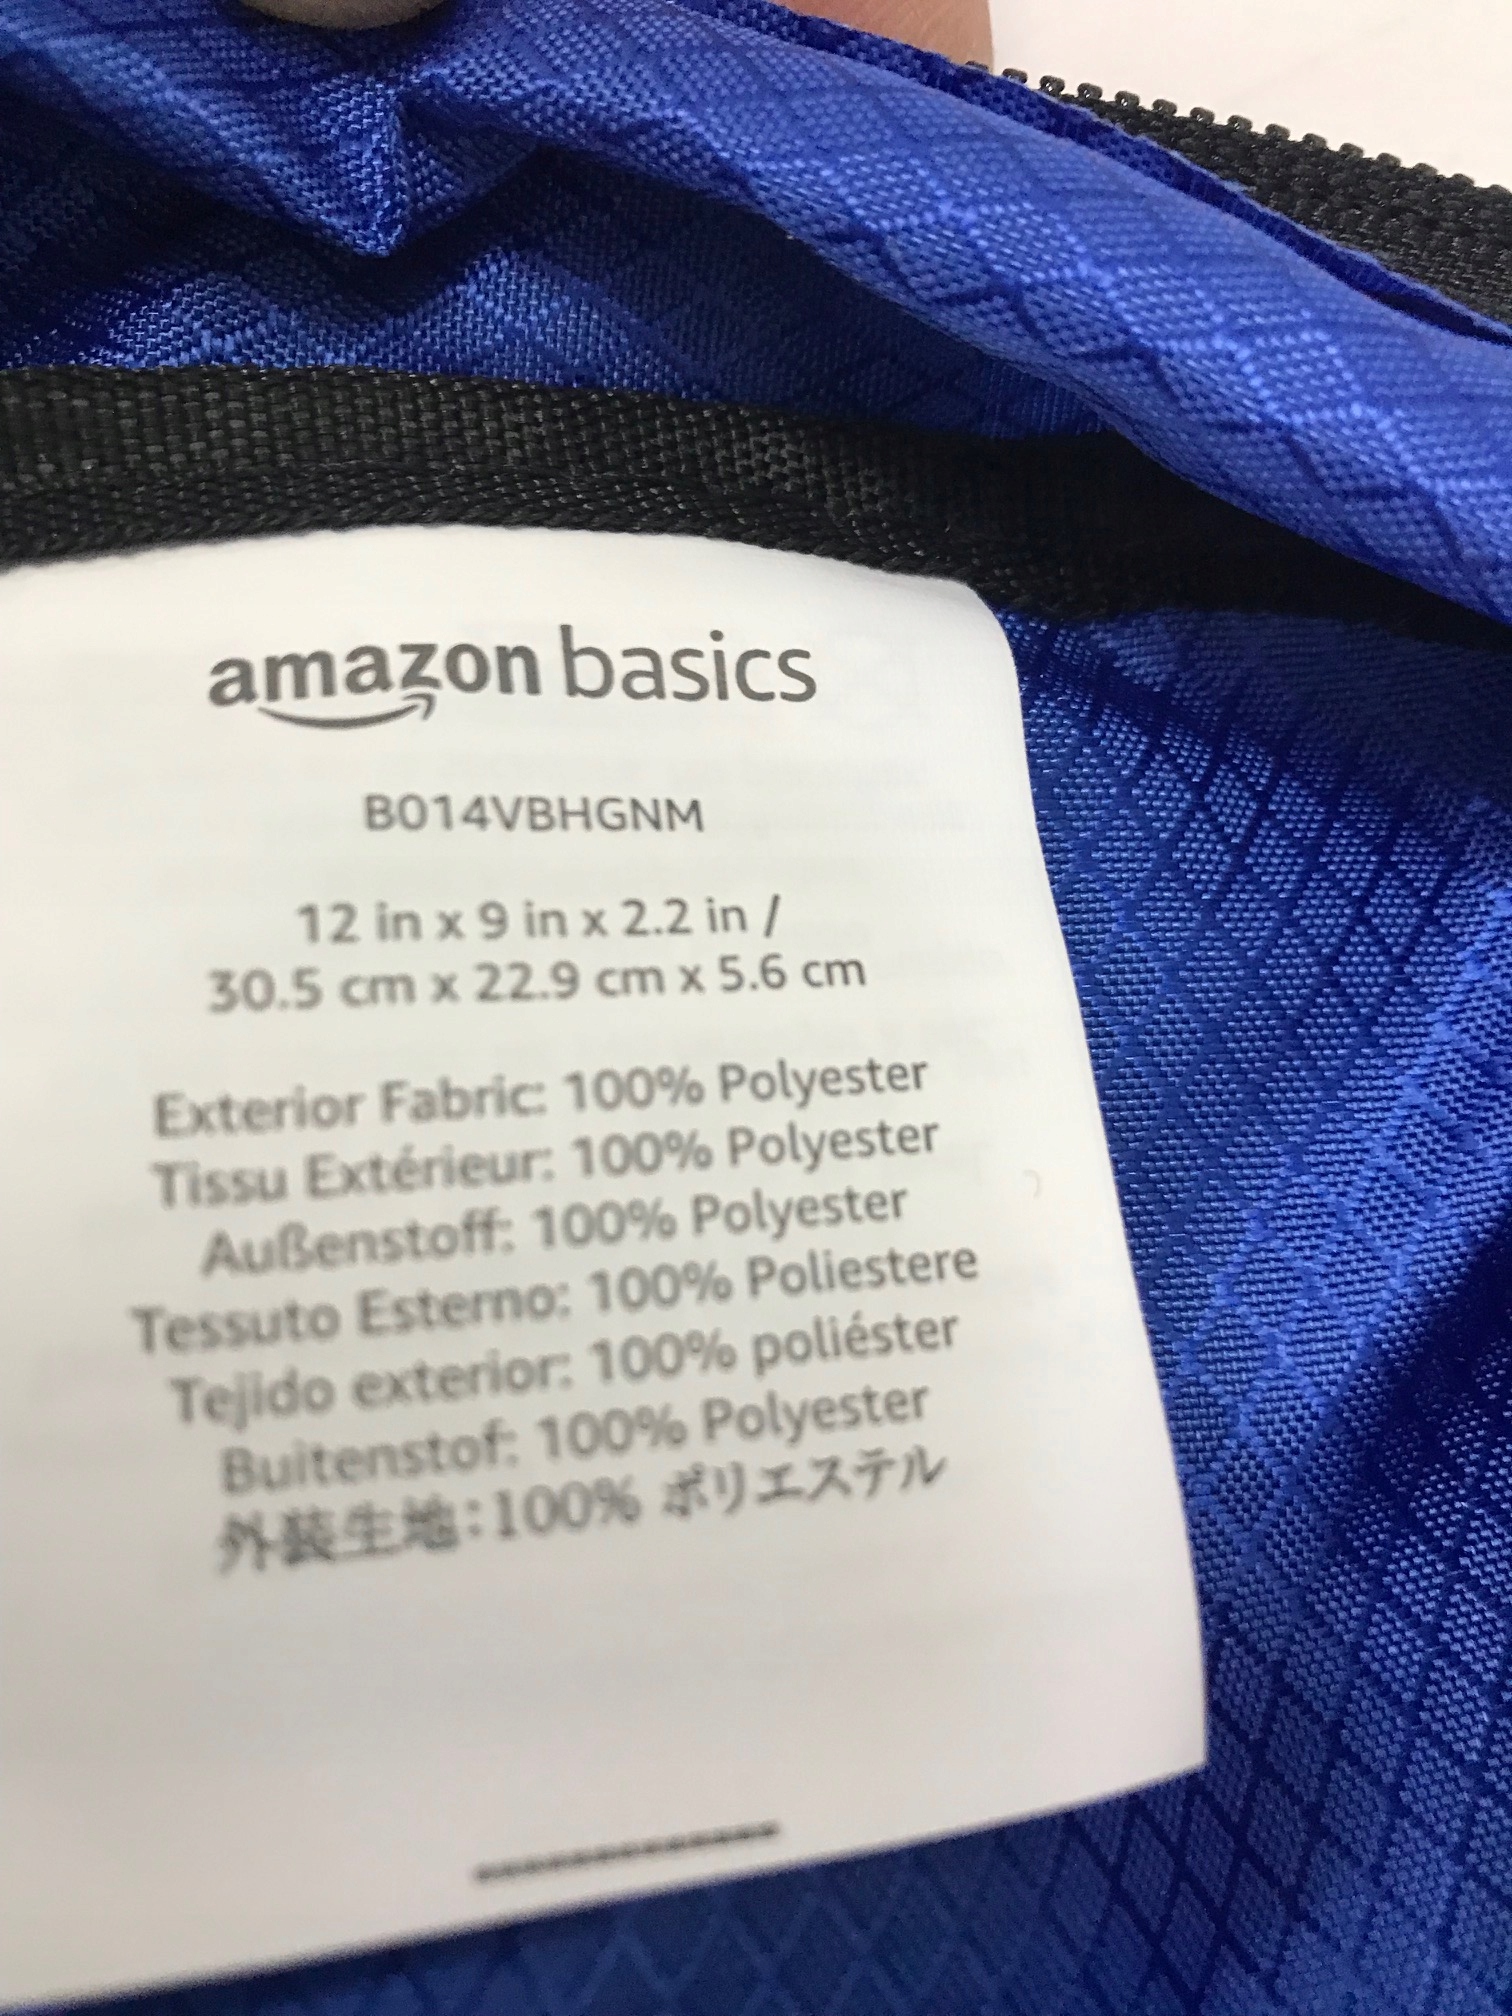 amazon basics
B014VBHGNM
12 in x 9 in x 2.2 in /
30.5 cm x 22.9 cm x 5.6 cm
Exterior Fabric: 100% Polyester
Tissu Extérieur: 100% Polyester
Außenstoff: 100% Polyester
Tessuto Esterno: 100% Poliestere
Tejido exterior: 100% poliéster
Buitenstof: 100% Polyester
外装生地:100% ポリエステル